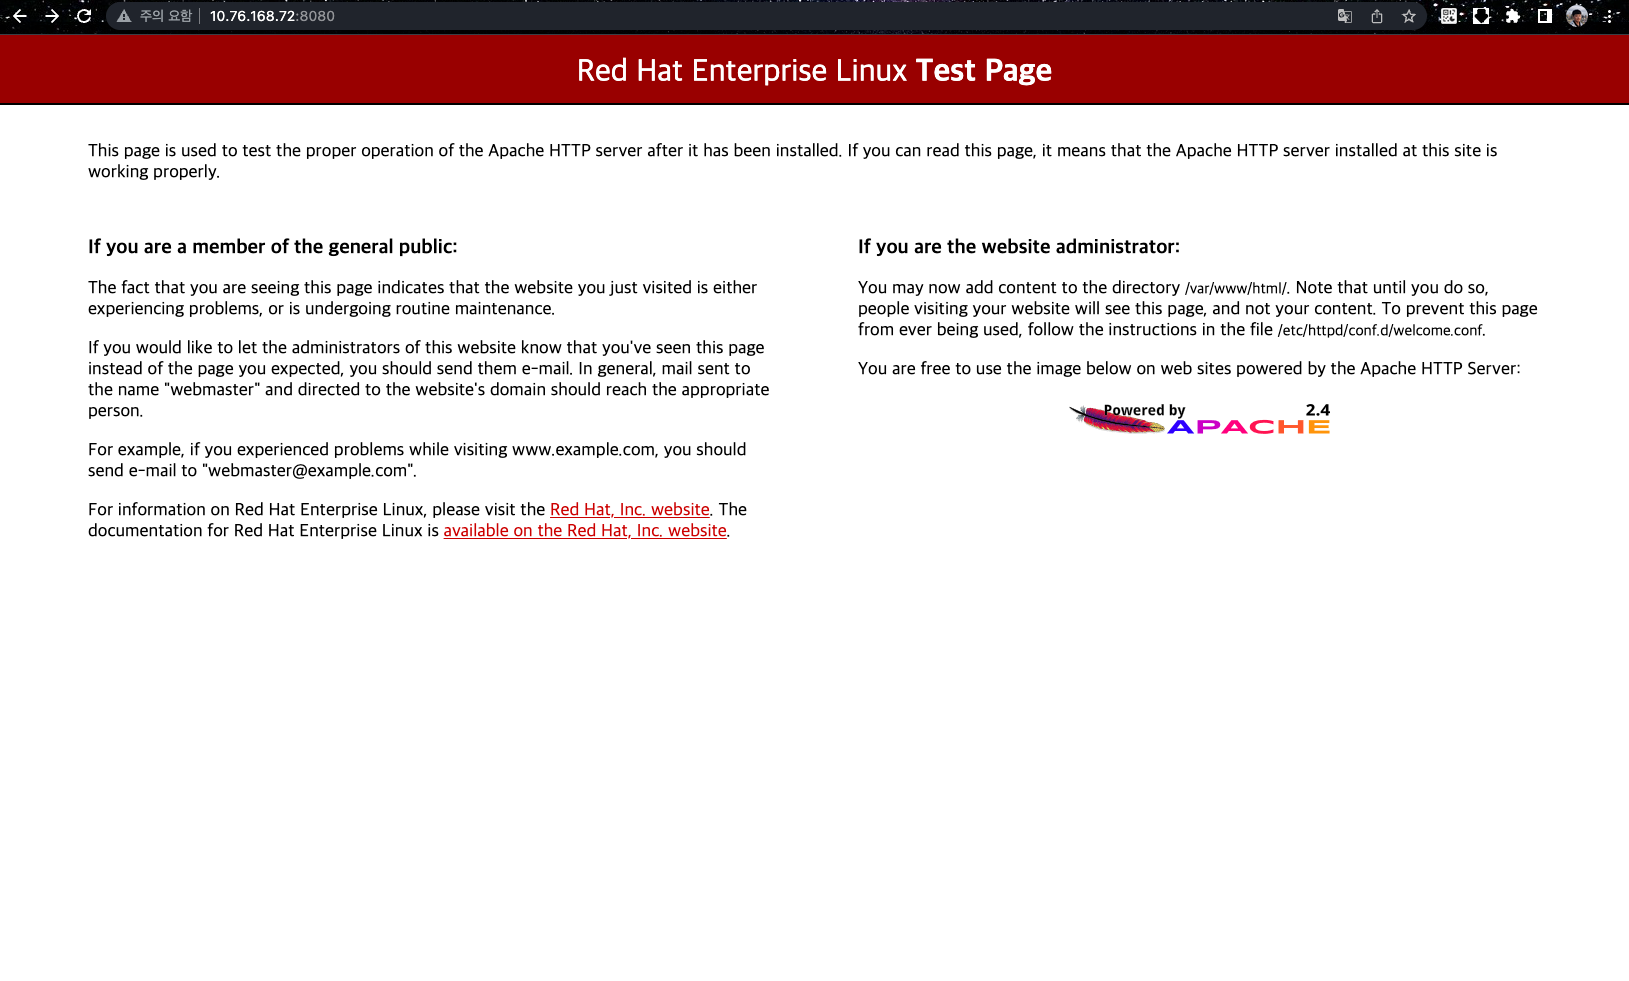 주의 요함 10.76.168.72:8080
Red Hat Enterprise Linux Test Page
This page is used to test the proper operation of the Apache HTTP server after it has been installed. If you can read this page, it means that the Apache HTTP server installed at this site is
working properly.
If you are a member of the general public:
The fact that you are seeing this page indicates that the website you just visited is either
experiencing problems, or is undergoing routine maintenance.
If you would like to let the administrators of this website know that you've seen this page
instead of the page you expected, you should send them e-mail. In general, mail sent to
the name "webmaster" and directed to the website's domain should reach the appropriate
person.
For example, if you experienced problems while visiting www.example.com, you should
send e-mail to "webmaster@example.com".
For information on Red Hat Enterprise Linux, please visit the Red Hat, Inc. website. The
documentation for Red Hat Enterprise Linux is available on the Red Hat, Inc. website.
If you are the website administrator:
You may now add content to the directory /var/www/html/. Note that until you do so,
people visiting your website will see this page, and not your content. To prevent this page
from ever being used, follow the instructions in the file /etc/httpd/conf.d/welcome.conf.
You are free to use the image below on web sites powered by the Apache HTTP Server:
Powered by 2.4
APACHE